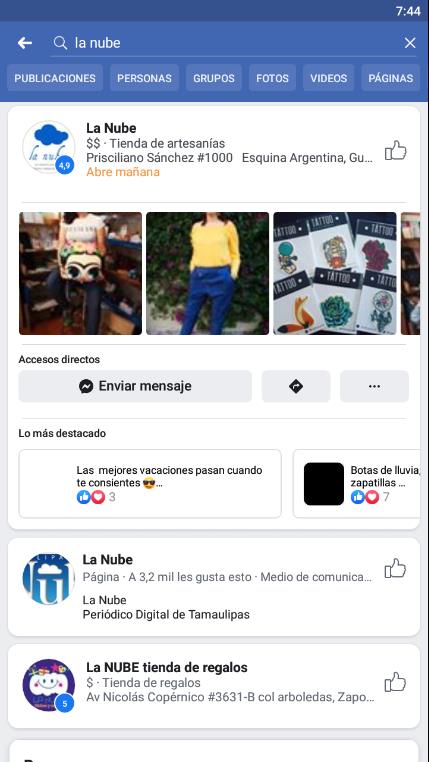 7:44
la nube
PUBLICACIONES PERSONAS GRUPOS FOTOS VIDEOS PÁGINAS
La Nube
$$ · Tienda de artesanías
Prisciliano Sánchez #1000 Esquina Argentina, Gu...
Abre mañana
la nube
4,9
TATTOO TATTOO TATTOO
Accesos directos
Enviar mensaje
Lo más destacado
Las mejores vacaciones pasan cuando
te consientes 😎...
3
Botas de lluvia,
zapatillas ...
7
La Nube
Página · A 3,2 mil les gusta esto · Medio de comunica...
La Nube
Periódico Digital de Tamaulipas
La NUBE tienda de regalos
$ · Tienda de regalos
Av Nicolás Copérnico #3631-B col arboledas, Zapo...
5